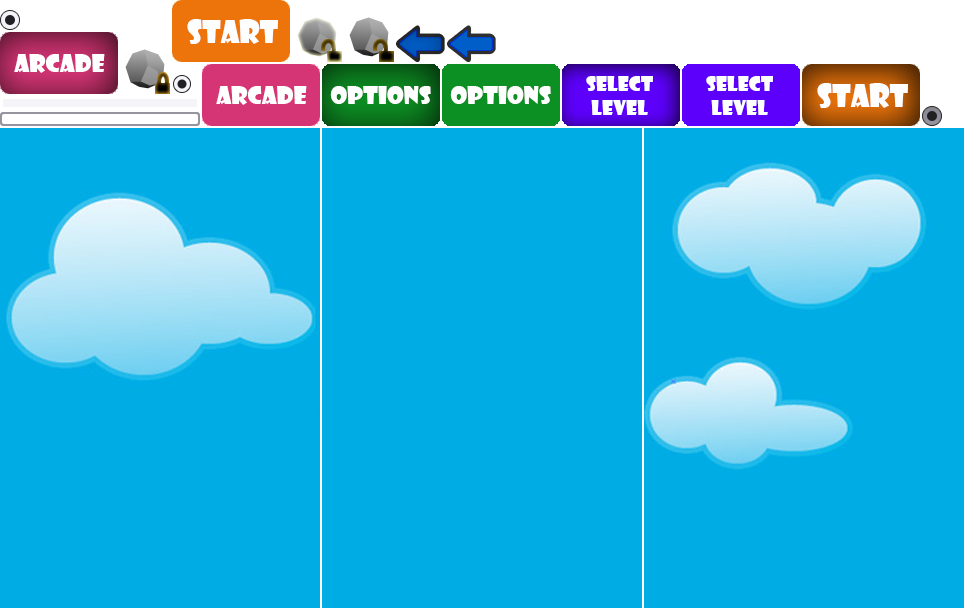 START
ARCADE
ARCADE
OPTIONS
OPTIONS
SELECT
LEVEL
SELECT
LEVEL
START